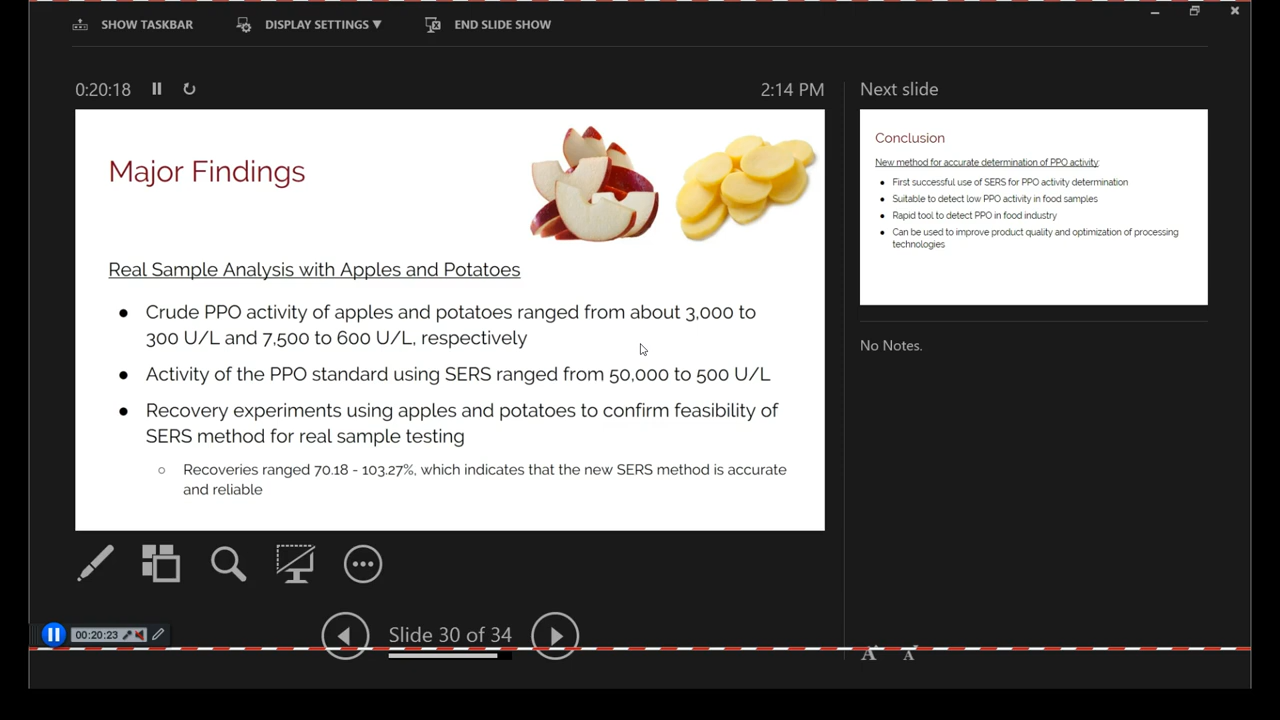 SHOW TASKBAR
DISPLAY SETTINGS ▼
END SLIDE SHOW
0:20:18
2:14 PM
Major Findings
Real Sample Analysis with Apples and Potatoes
● Crude PPO activity of apples and potatoes ranged from about 3,000 to
300 U/L and 7,500 to 600 U/L, respectively
● Activity of the PPO standard using SERS ranged from 50,000 to 500 U/L
● Recovery experiments using apples and potatoes to confirm feasibility of
SERS method for real sample testing
○ Recoveries ranged 70.18 - 103.27%, which indicates that the new SERS method is accurate
and reliable
Next slide
Conclusion
New method for accurate determination of PPO activity
● First successful use of SERS for PPO activity determination
● Suitable to detect low PPO activity in food samples
● Rapid tool to detect PPO in food industry
● Can be used to improve product quality and optimization of processing
technologies
No Notes.
00:20:23
Slide 30 of 34
A A